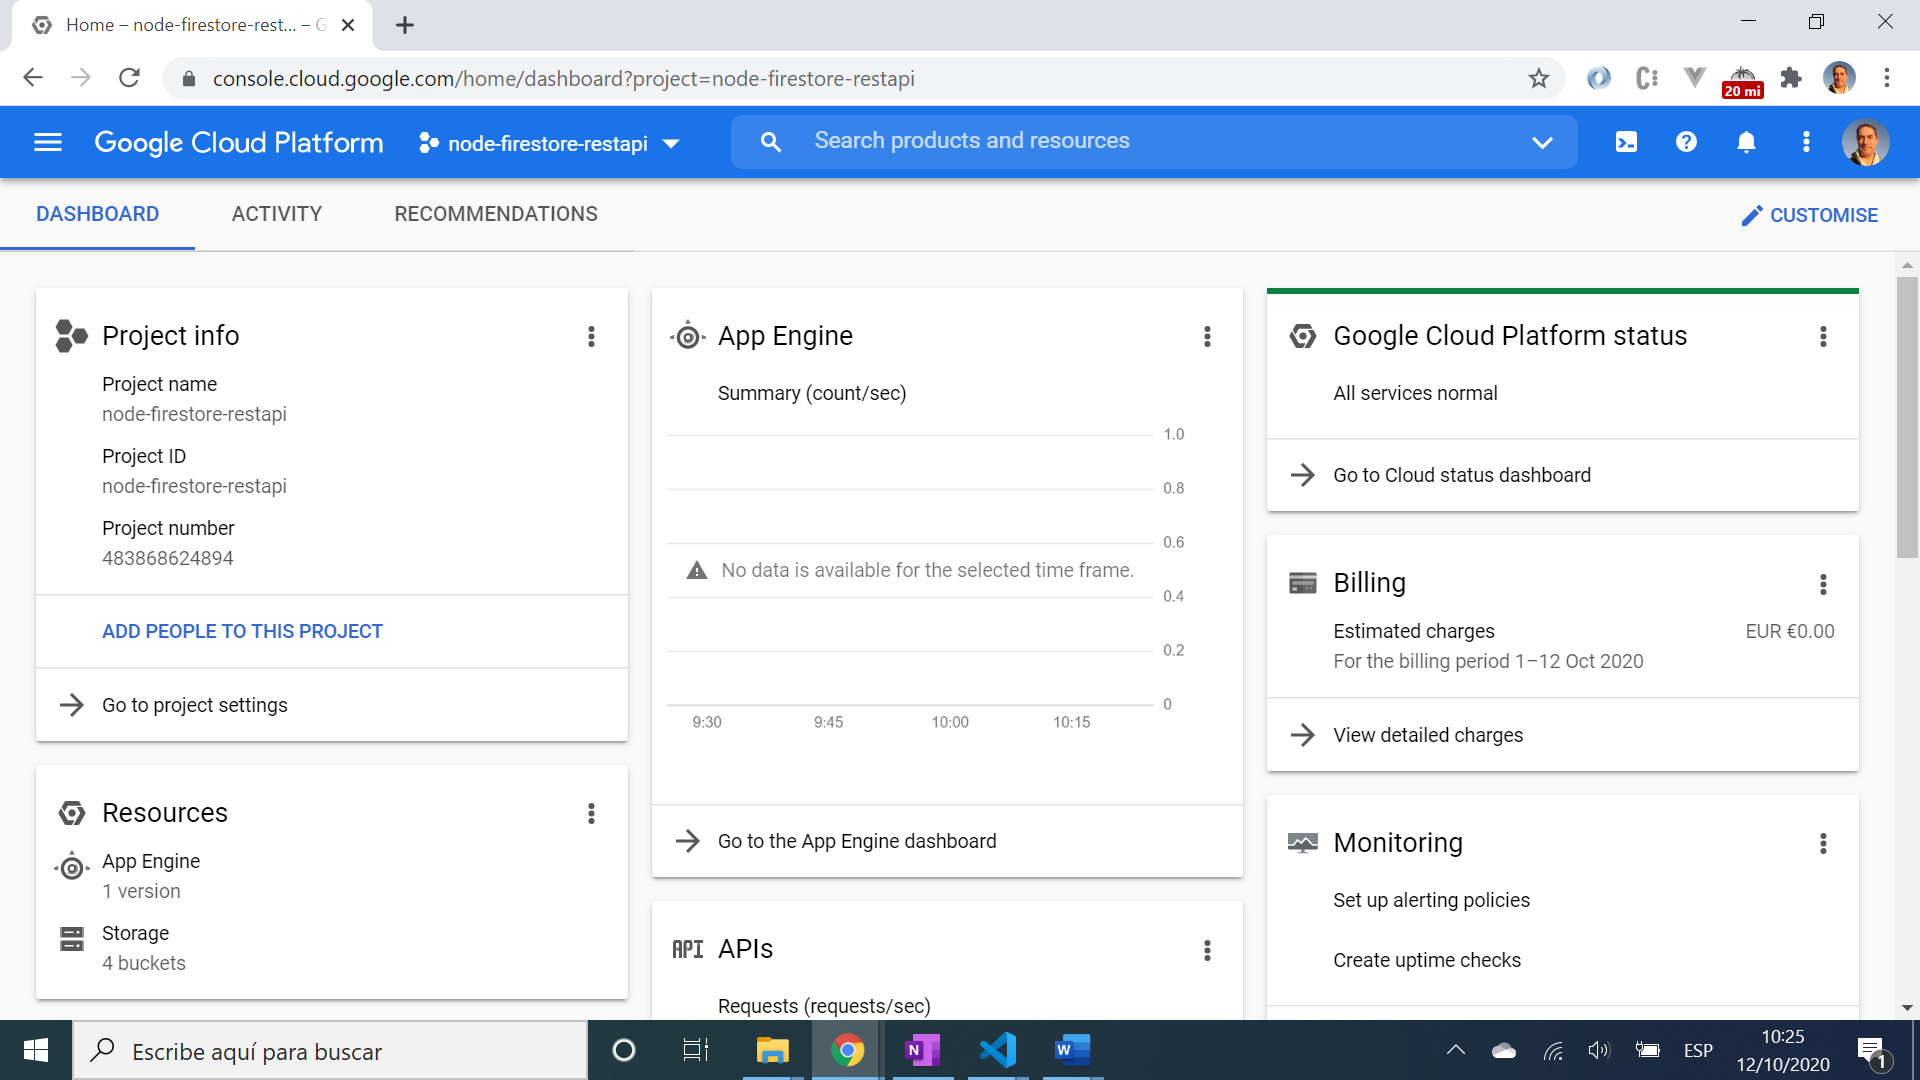 Home – node-firestore-rest... – G
console.cloud.google.com/home/dashboard?project=node-firestore-restapi
20 mi
Google Cloud Platform
node-firestore-restapi
Search products and resources
DASHBOARD
ACTIVITY
RECOMMENDATIONS
CUSTOMISE
Project info
Project name
node-firestore-restapi
Project ID
node-firestore-restapi
Project number
483868624894
ADD PEOPLE TO THIS PROJECT
Go to project settings
Resources
App Engine
1 version
Storage
4 buckets
App Engine
Summary (count/sec)
1.0
0.8
0.6
No data is available for the selected time frame.
0.4
0.2
0
9:30
9:45
10:00
10:15
Go to the App Engine dashboard
API
APIs
Requests (requests/sec)
Google Cloud Platform status
All services normal
Go to Cloud status dashboard
Billing
Estimated charges
EUR €0.00
For the billing period 1–12 Oct 2020
View detailed charges
Monitoring
Set up alerting policies
Create uptime checks
Escribe aquí para buscar
N
W
ESP
10:25
12/10/2020
1